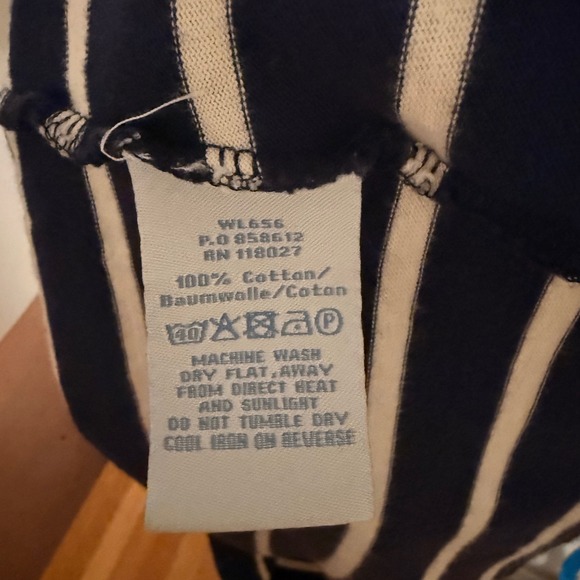 WL656
P.O 858612
RN 118027
100% Cotton/
Baumwolle/Coton
40 P
MACHINE WASH
DRY FLAT,AWAY
FROM DIRECT HEAT
AND SUNLIGHT
DO NOT TUMBLE DRY
COOL IRON ON REVERSE